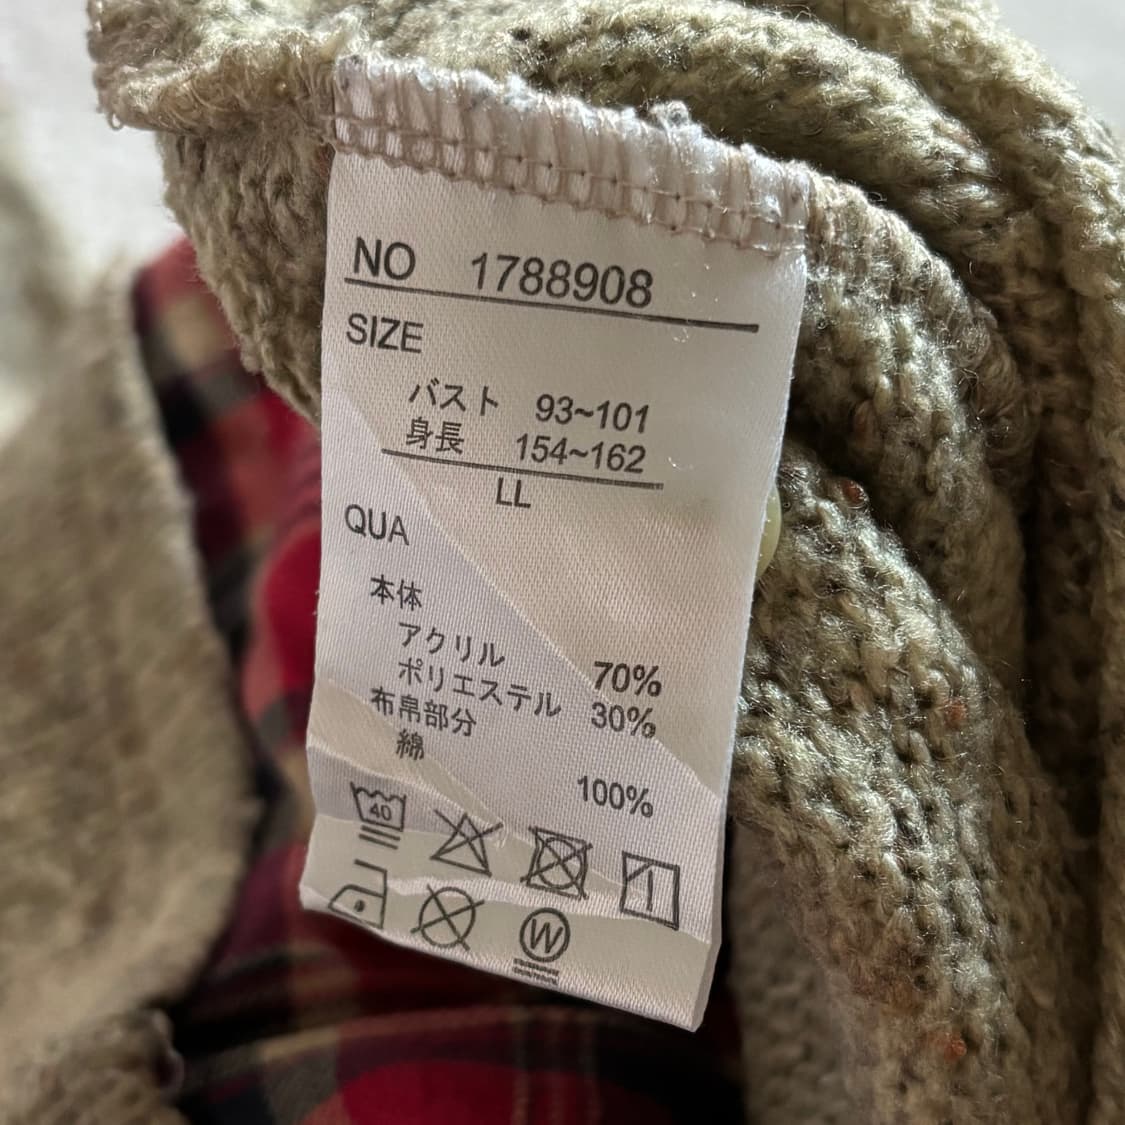 NO 1788908
SIZE
バスト 93~101
身長 154~162
LL
QUA
本体
アクリル 70%
ポリエステル 30%
布帛部分
綿 100%
40
W